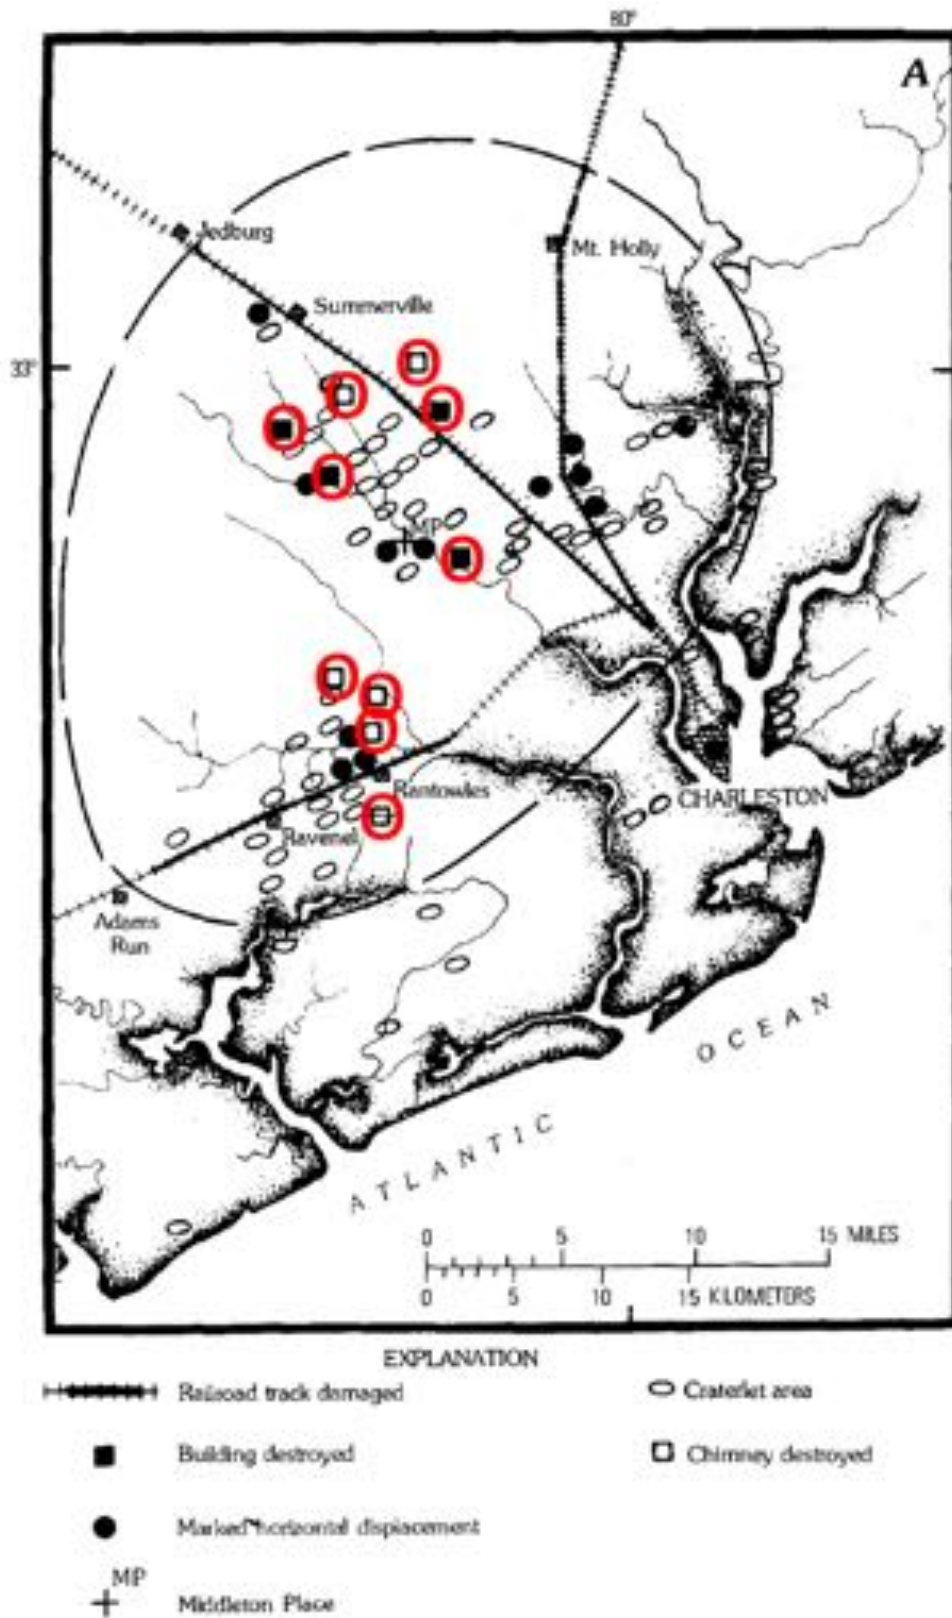 80°
A
Jedburg
Mt. Holly
Summerville
33°
MP
Rantowles
CHARLESTON
Ravenel
Adams
Run
ATLANTIC OCEAN
0 5 10 15 MILES
0 5 10 15 KILOMETERS
EXPLANATION
Railroad track damaged
Craterlet area
Building destroyed
Chimney destroyed
Marked horizontal displacement
MP
Middleton Place